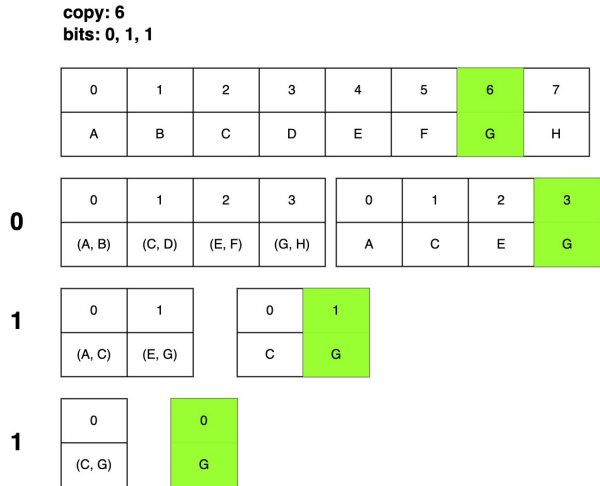 copy: 6
bits: 0, 1, 1
0 1 2 3 4 5 6 7
A B C D E F G H
0
0 1 2 3 0 1 2 3
(A, B) (C, D) (E, F) (G, H) A C E G
1
0 1 0 1
(A, C) (E, G) C G
1
0 0
(C, G) G